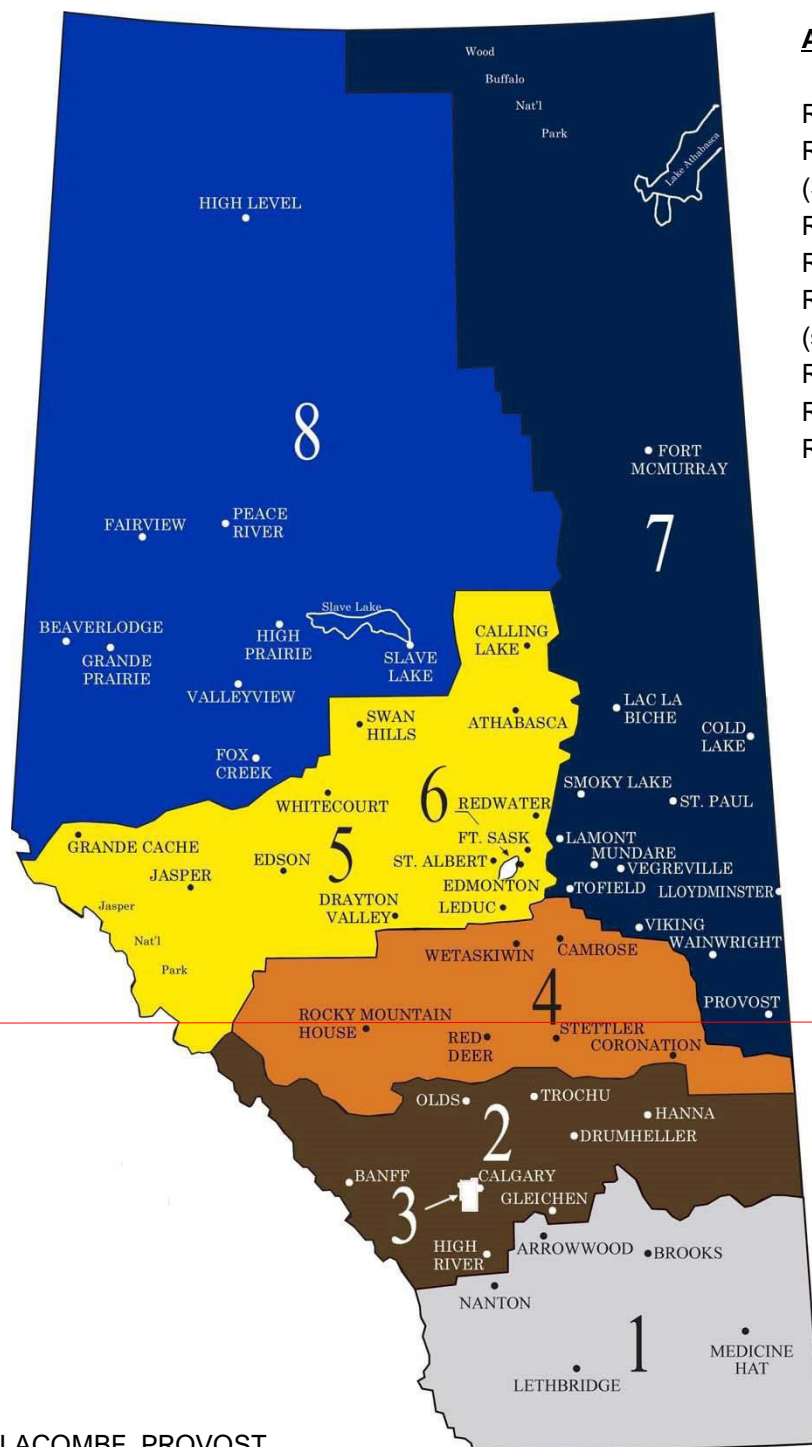 A
Wood
Buffalo
Nat'l
Park
R
R
Lake Athabasca
(
HIGH LEVEL
R
R
R
(
R
R
R
8
FORT
MCMURRAY
PEACE
RIVER
FAIRVIEW
7
Slave Lake
BEAVERLODGE
HIGH
PRAIRIE
CALLING
LAKE
GRANDE
PRAIRIE
SLAVE
LAKE
VALLEYVIEW
LAC LA
BICHE
SWAN
HILLS
ATHABASCA
COLD
LAKE
FOX
CREEK
WHITECOURT
6
REDWATER
SMOKY LAKE
ST. PAUL
GRANDE CACHE
FT. SASK
LAMONT
5
EDSON
ST. ALBERT
MUNDARE
VEGREVILLE
JASPER
EDMONTON
TOFIELD
LLOYDMINSTER
Jasper
Nat'l
Park
DRAYTON
VALLEY
LEDUC
VIKING
WETASKIWIN
CAMROSE
WAINWRIGHT
4
PROVOST
ROCKY MOUNTAIN
HOUSE
RED
DEER
STETTLER
CORONATION
OLDS
TROCHU
HANNA
2
DRUMHELLER
BANFF
CALGARY
3
GLEICHEN
HIGH
RIVER
ARROWWOOD
BROOKS
NANTON
1
MEDICINE
HAT
LETHBRIDGE